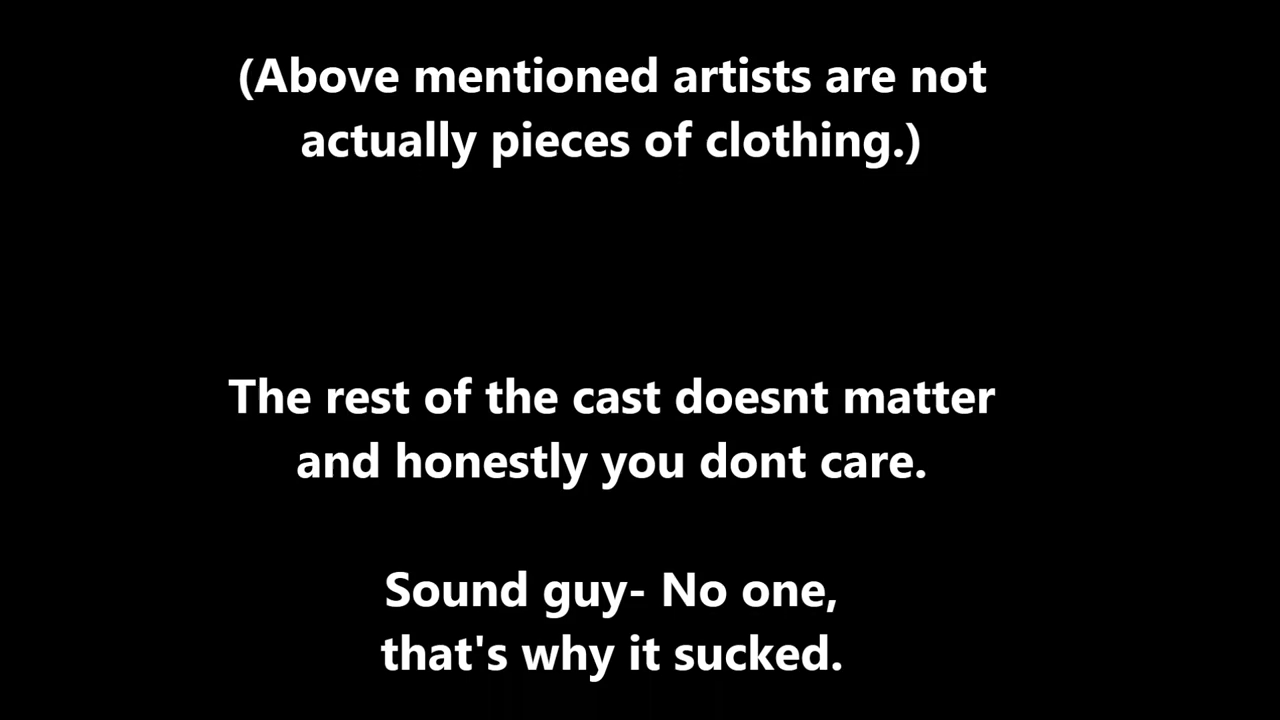 (Above mentioned artists are not
actually pieces of clothing.)
The rest of the cast doesnt matter
and honestly you dont care.
Sound guy- No one,
that's why it sucked.